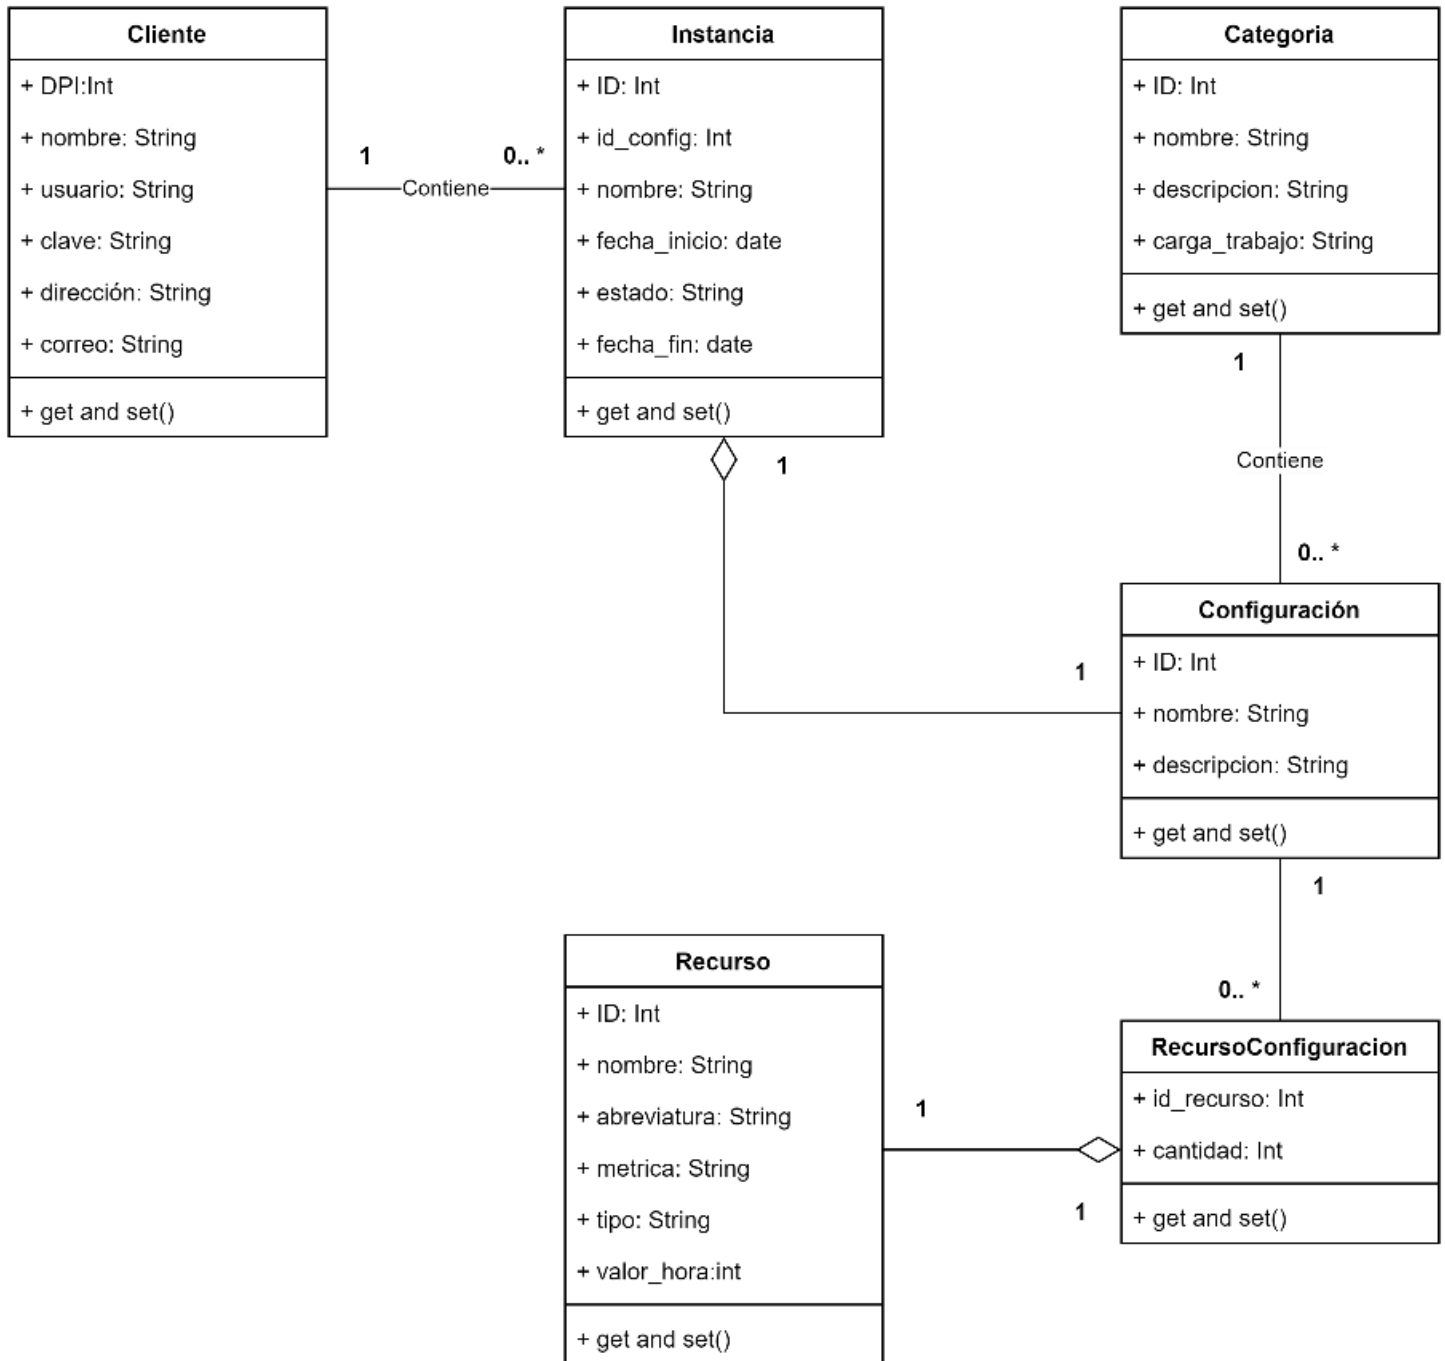 Cliente
+ DPI:Int
+ nombre: String
+ usuario: String
+ clave: String
+ dirección: String
+ correo: String
+ get and set()
1
Contiene
0.. *
Instancia
+ ID: Int
+ id_config: Int
+ nombre: String
+ fecha_inicio: date
+ estado: String
+ fecha_fin: date
+ get and set()
1
1
Categoria
+ ID: Int
+ nombre: String
+ descripcion: String
+ carga_trabajo: String
+ get and set()
1
Contiene
0.. *
Configuración
+ ID: Int
+ nombre: String
+ descripcion: String
+ get and set()
1
0.. *
Recurso
+ ID: Int
+ nombre: String
+ abreviatura: String
+ metrica: String
+ tipo: String
+ valor_hora:int
+ get and set()
1
1
RecursoConfiguracion
+ id_recurso: Int
+ cantidad: Int
+ get and set()